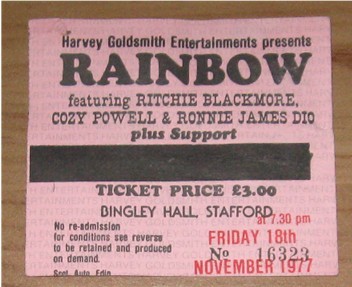 Harvey Goldsmith Entertainments presents
RAINBOW
featuring RITCHIE BLACKMORE,
COZY POWELL & RONNIE JAMES DIO
plus Support
TICKET PRICE £3.00
BINGLEY HALL, STAFFORD
at 7.30 pm
No re-admission
for conditions see reverse
to be retained and produced
on demand.
FRIDAY 18th
No 16323
NOVEMBER 1977
Auto Edin